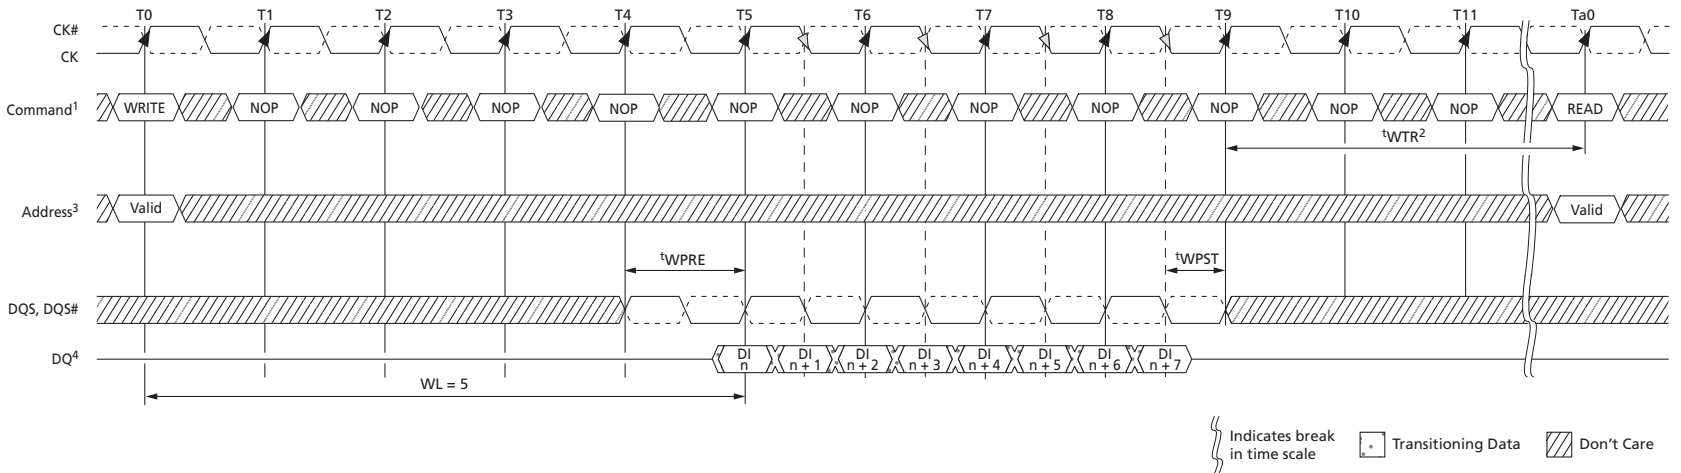 T0 T1 T2 T3 T4 T5 T6 T7 T8 T9 T10 T11 Ta0
CK#
CK
Command1 WRITE NOP NOP NOP NOP NOP NOP NOP NOP NOP NOP NOP READ
tWTR2
Address3 Valid Valid
tWPRE tWPST
DQS, DQS#
DQ4 DI n DI n + 1 DI n + 2 DI n + 3 DI n + 4 DI n + 5 DI n + 6 DI n + 7
WL = 5
Indicates break
in time scale
Transitioning Data
Don't Care